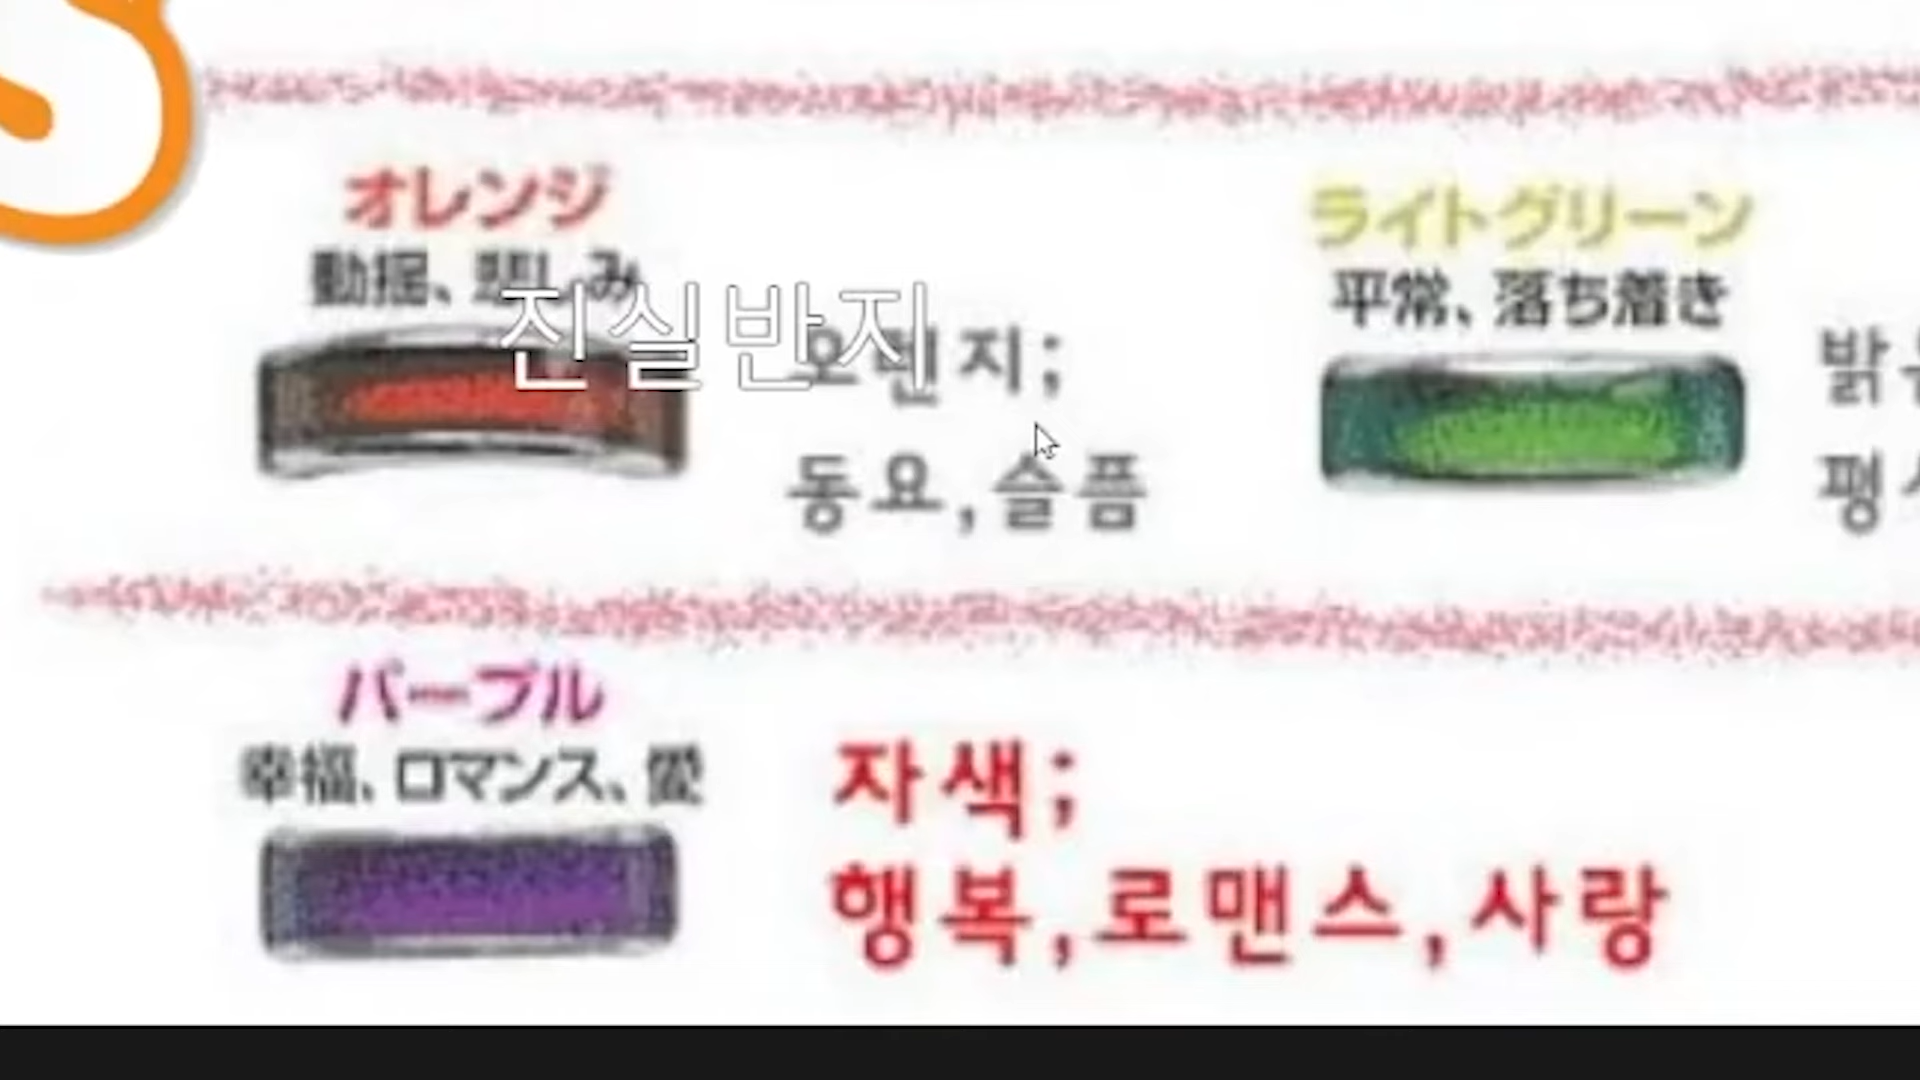 S
オレンジ
動揺、悲しみ
진실반지
오렌지;
동요,슬픔
ライトグリーン
平常、落ち着き
밝
평
パープル
幸福、ロマンス、愛
자색;
행복,로맨스,사랑